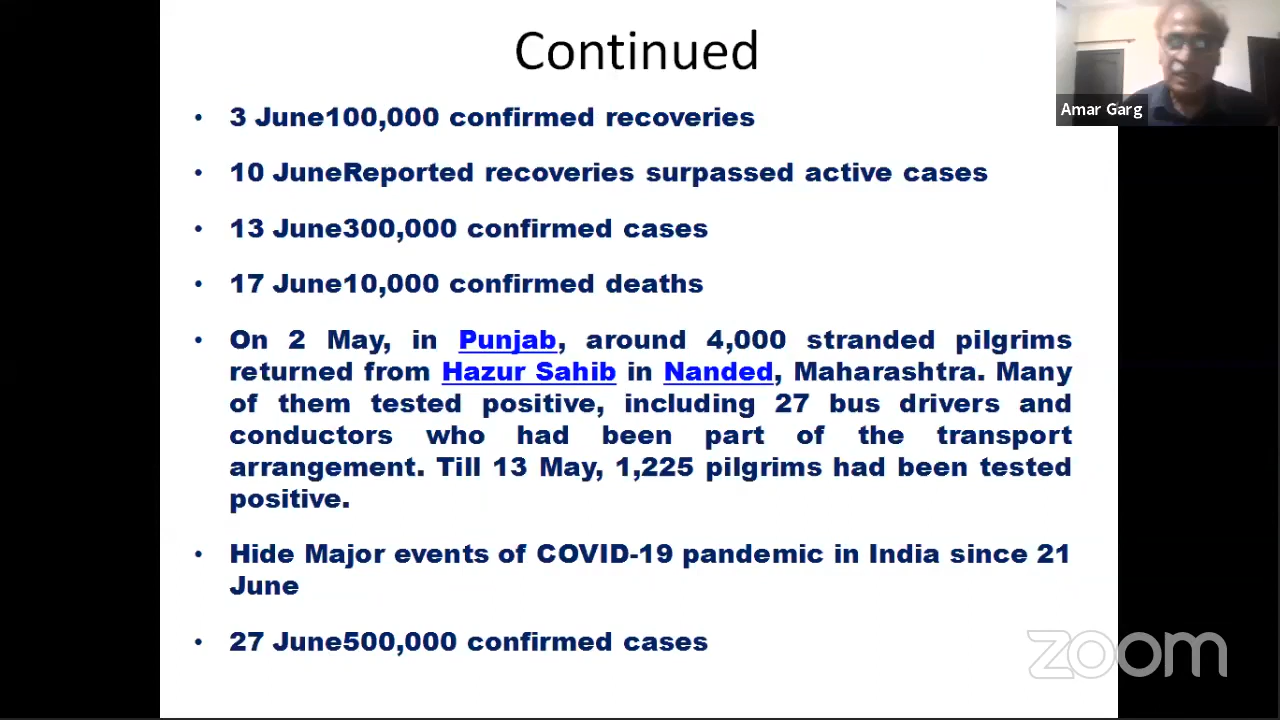 Continued
Amar Garg
• 3 June100,000 confirmed recoveries
• 10 JuneReported recoveries surpassed active cases
• 13 June300,000 confirmed cases
• 17 June10,000 confirmed deaths
• On 2 May, in Punjab, around 4,000 stranded pilgrims
returned from Hazur Sahib in Nanded, Maharashtra. Many
of them tested positive, including 27 bus drivers and
conductors who had been part of the transport
arrangement. Till 13 May, 1,225 pilgrims had been tested
positive.
• Hide Major events of COVID-19 pandemic in India since 21
June
• 27 June500,000 confirmed cases
zoom